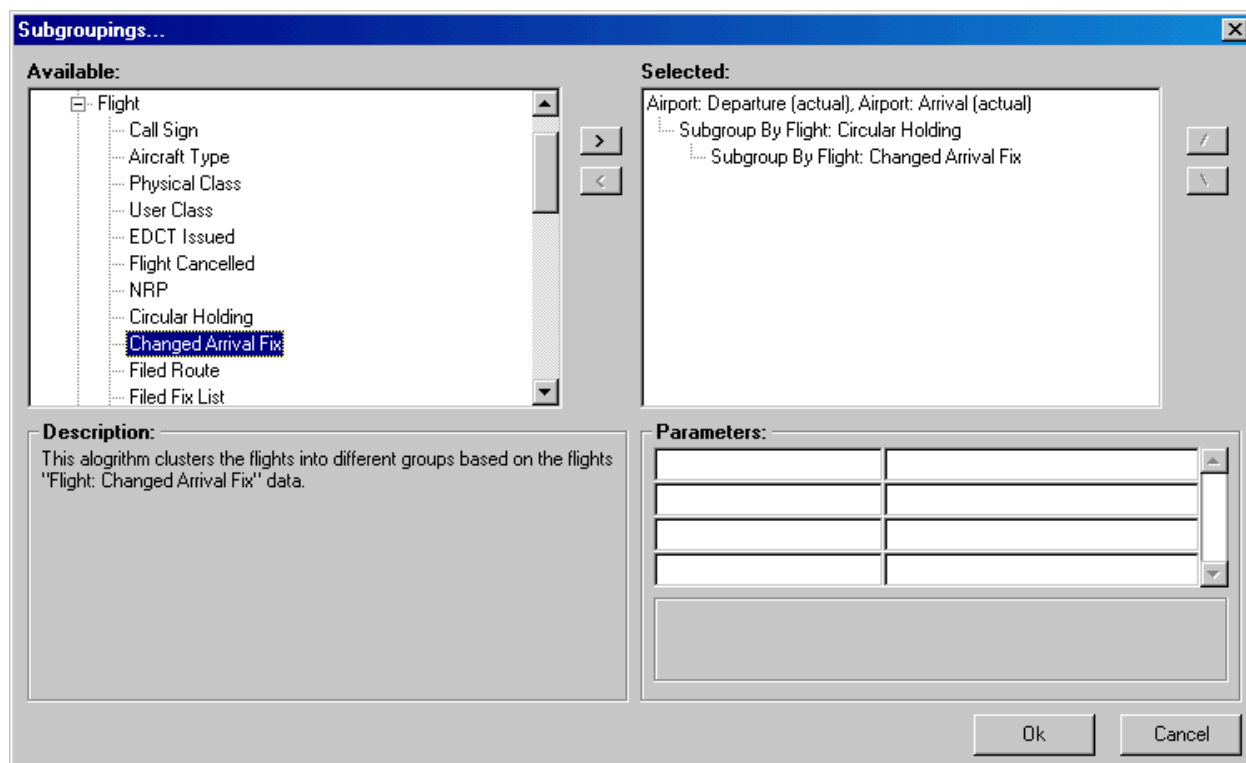 Subgroupings...
Available:
Flight
Call Sign
Aircraft Type
Physical Class
User Class
EDCT Issued
Flight Cancelled
NRP
Circular Holding
Changed Arrival Fix
Filed Route
Filed Fix List
>
<
Selected:
Airport: Departure (actual), Airport: Arrival (actual)
Subgroup By Flight: Circular Holding
Subgroup By Flight: Changed Arrival Fix
/
\
Description:
This alogrithm clusters the flights into different groups based on the flights
"Flight: Changed Arrival Fix" data.
Parameters:
Ok
Cancel